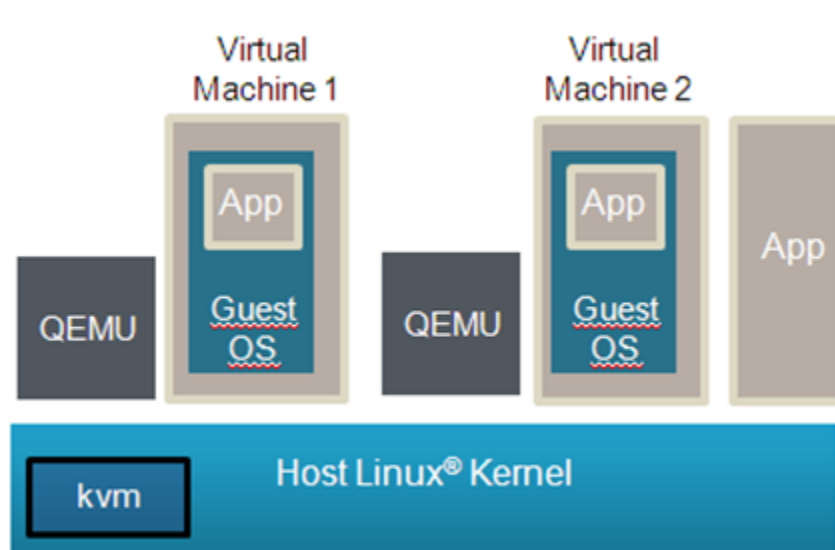 Virtual
Machine 1
Virtual
Machine 2
App
App
App
QEMU
Guest
OS
QEMU
Guest
OS
kvm
Host Linux® Kernel